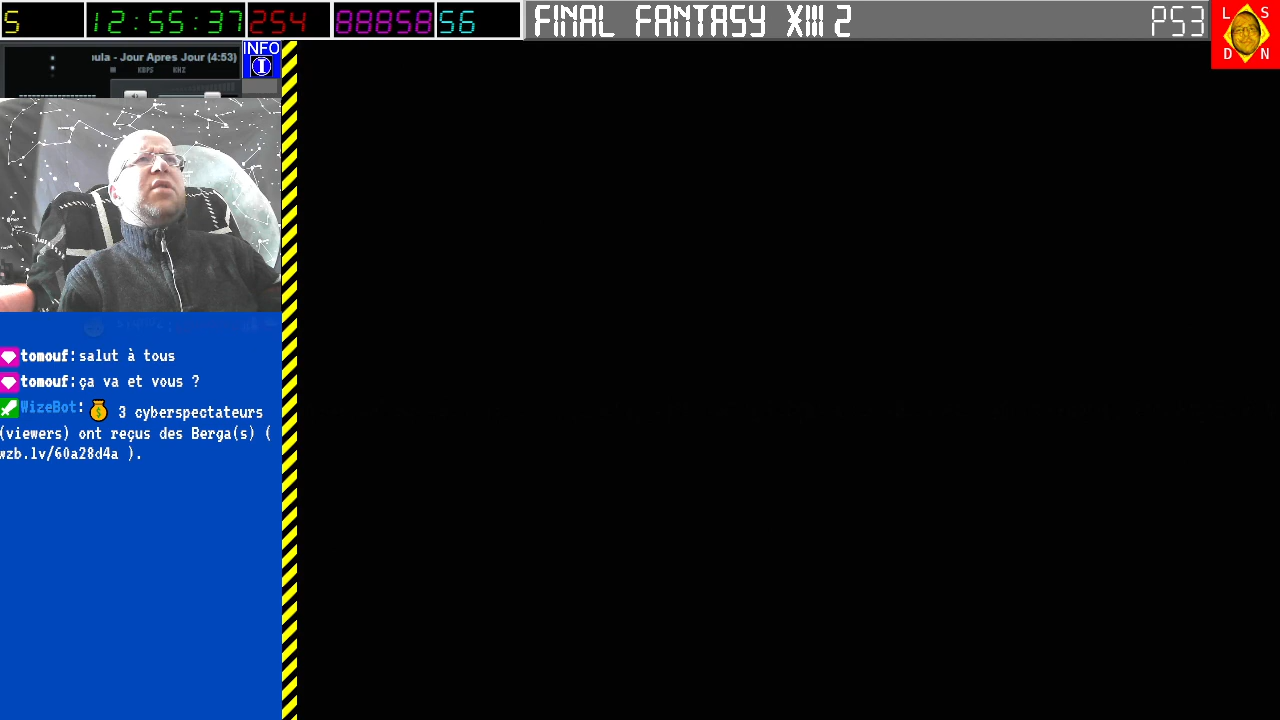 5 12:55:37 254 88858 56 FINAL FANTASY XIII 2 PS3
L S
D N
ula - Jour Apres Jour (4:53)
INFO
KBPS KHZ
tomouf: salut à tous
tomouf: ça va et vous ?
WizeBot: 3 cyberspectateurs
(viewers) ont reçus des Berga(s) (
wzb.lv/60a28d4a ).